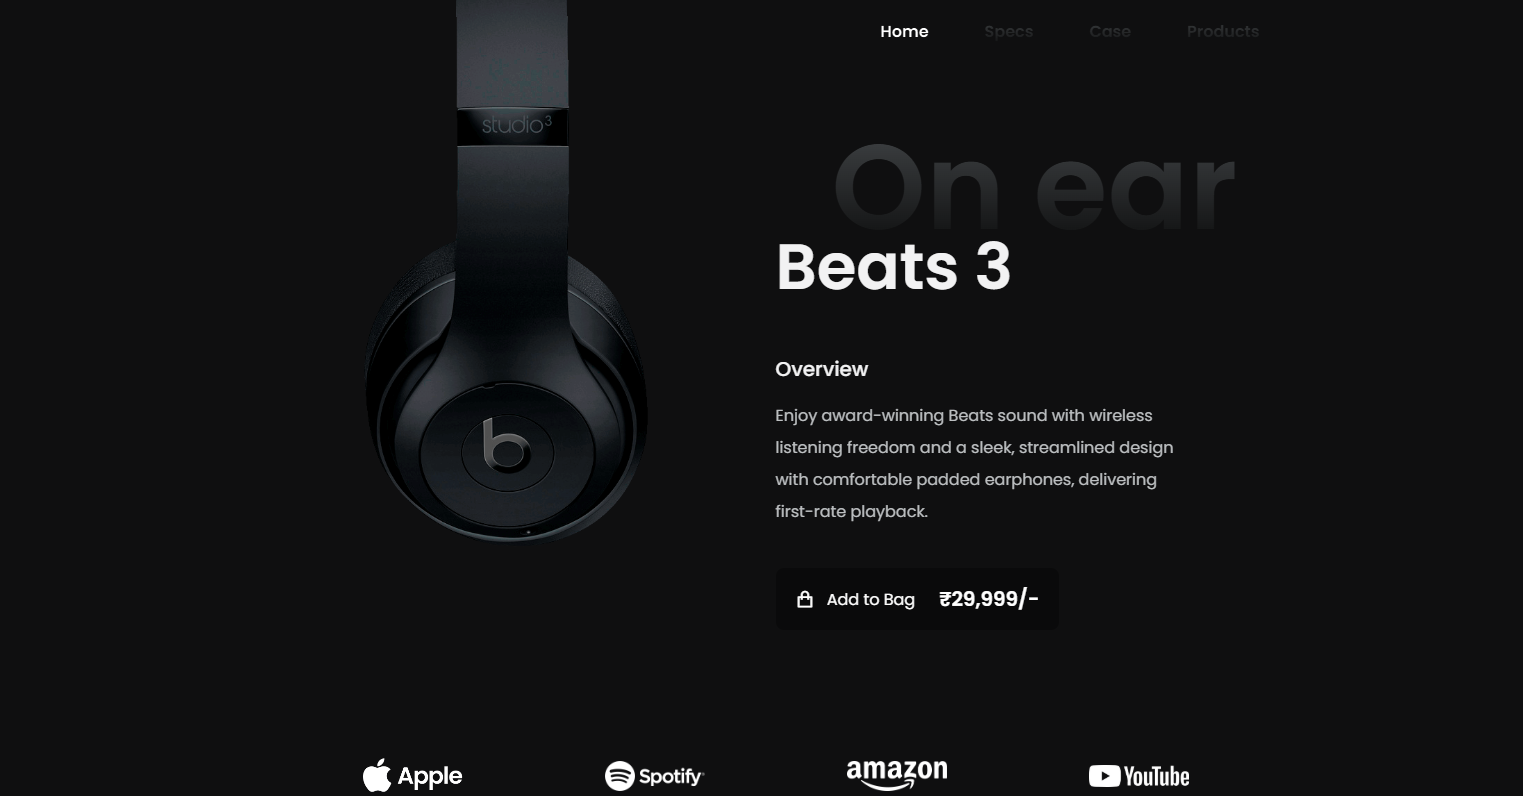 Home Specs Case Products
studio3
On ear
Beats 3
Overview
Enjoy award-winning Beats sound with wireless
listening freedom and a sleek, streamlined design
with comfortable padded earphones, delivering
first-rate playback.
Add to Bag ₹29,999/-
b
Apple Spotify amazon YouTube